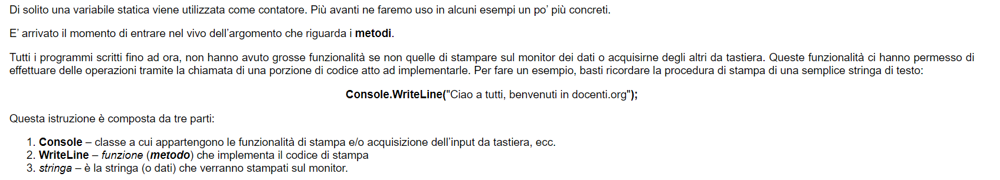 Di solito una variabile statica viene utilizzata come contatore. Più avanti ne faremo uso in alcuni esempi un po’ più concreti.
E’ arrivato il momento di entrare nel vivo dell’argomento che riguarda i metodi.
Tutti i programmi scritti fino ad ora, non hanno avuto grosse funzionalità se non quelle di stampare sul monitor dei dati o acquisirne degli altri da tastiera. Queste funzionalità ci hanno permesso di
effettuare delle operazioni tramite la chiamata di una porzione di codice atto ad implementarle. Per fare un esempio, basti ricordare la procedura di stampa di una semplice stringa di testo:
Console.WriteLine("Ciao a tutti, benvenuti in docenti.org");
Questa istruzione è composta da tre parti:
1. Console – classe a cui appartengono le funzionalità di stampa e/o acquisizione dell’input da tastiera, ecc.
2. WriteLine – funzione (metodo) che implementa il codice di stampa
3. stringa – è la stringa (o dati) che verranno stampati sul monitor.